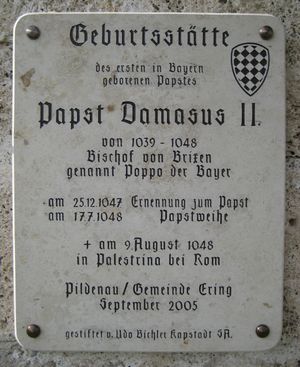 Geburtsstätte
des ersten in Bayern
geborenen Papstes
Papst Damasus II.
von 1039 - 1048
Bischof von Brixen
genannt Poppo der Bayer
am 25.12.1047 Ernennung zum Papst
am 17.7.1048 Papstweihe
+ am 9. August 1048
in Palestrina bei Rom
Pildenau / Gemeinde Ering
September 2005
gestiftet v. Udo Bichler Kapstadt SA.